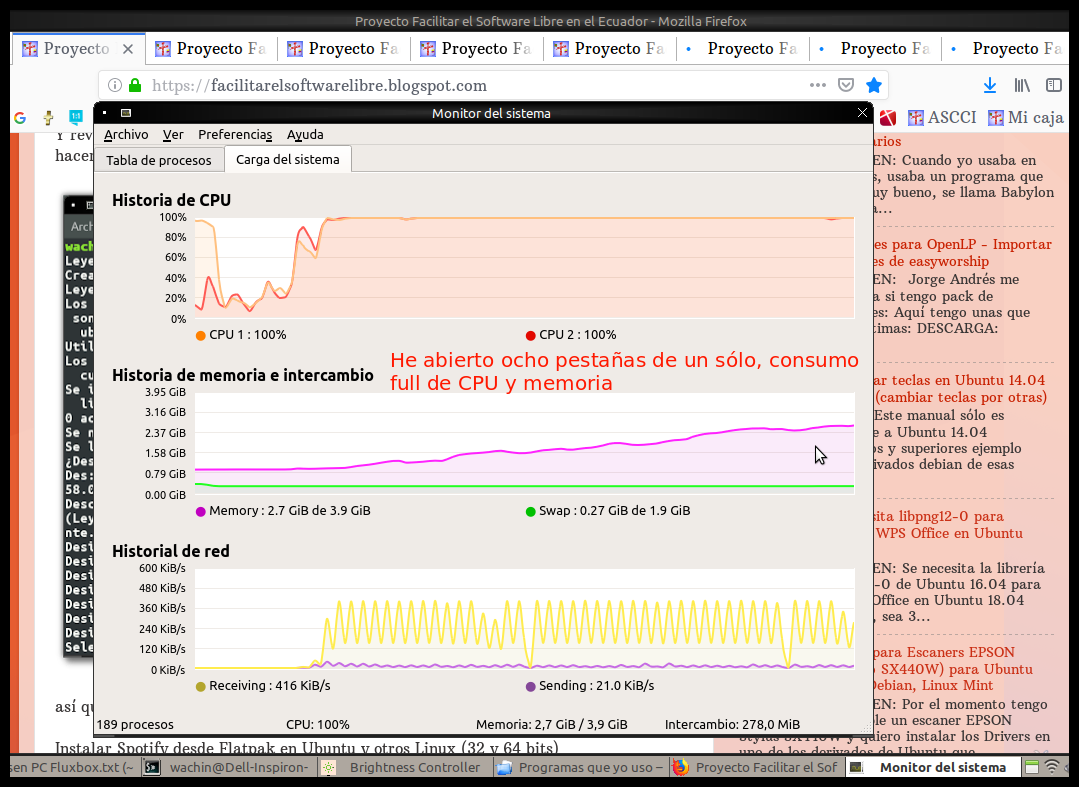 Proyecto Facilitar el Software Libre en el Ecuador - Mozilla Firefox
Proyecto Proyecto Fa Proyecto Fa Proyecto Fa Proyecto Fa Proyecto Fa Proyecto Fa Proyecto Fa
https://facilitarelsoftwarelibre.blogspot.com
ASCCI Mi caja
Monitor del sistema
Archivo Ver Preferencias Ayuda
Tabla de procesos Carga del sistema
Historia de CPU
100%
80%
60%
40%
20%
0%
CPU 1 : 100% CPU 2 : 100%
He abierto ocho pestañas de un sólo, consumo
full de CPU y memoria
Historia de memoria e intercambio
3.95 GiB
3.16 GiB
2.37 GiB
1.58 GiB
0.79 GiB
0.00 GiB
Memory : 2.7 GiB de 3.9 GiB Swap : 0.27 GiB de 1.9 GiB
Historial de red
600 KiB/s
480 KiB/s
360 KiB/s
240 KiB/s
120 KiB/s
0 KiB/s
Receiving : 416 KiB/s Sending : 21.0 KiB/s
189 procesos CPU: 100% Memoria: 2,7 GiB / 3,9 GiB Intercambio: 278,0 MiB
Y rev
hacer
Arch
wach
Leye
Crea
Leye
Los
son
ub
Util
Los
cu
Se i
li
0 ac
Se n
Se l
¿Des
Des:
58.0
Desc
(Ley
nte.
Desi
Desi
Desi
Desi
Desi
Desi
Desi
Sele
así qu
Instalar Spotify desde Flatpak en Ubuntu y otros Linux (32 y 64 bits)
arios
EN: Cuando yo usaba en
s, usaba un programa que
uy bueno, se llama Babylon
a...
es para OpenLP - Importar
es de easyworship
EN: Jorge Andrés me
a si tengo pack de
es: Aquí tengo unas que
timas: DESCARGA:
ar teclas en Ubuntu 14.04
(cambiar teclas por otras)
Este manual sólo es
e a Ubuntu 14.04
os y superiores ejemplo
rivados debian de esas
sita libpng12-0 para
WPS Office en Ubuntu
EN: Se necesita la librería
-0 de Ubuntu 16.04 para
Office en Ubuntu 18.04
, sea 3...
para Escaners EPSON
SX440W) para Ubuntu
Debian, Linux Mint
EN: Por el momento tengo
ble un escaner EPSON
Stylus SX440W y quiero instalar los Drivers en
uno de los derivados de Ubuntu que
sen PC Fluxbox.txt (~ wachin@Dell-Inspiron- Brightness Controller Programas que yo uso – Proyecto Facilitar el Sof Monitor del sistema